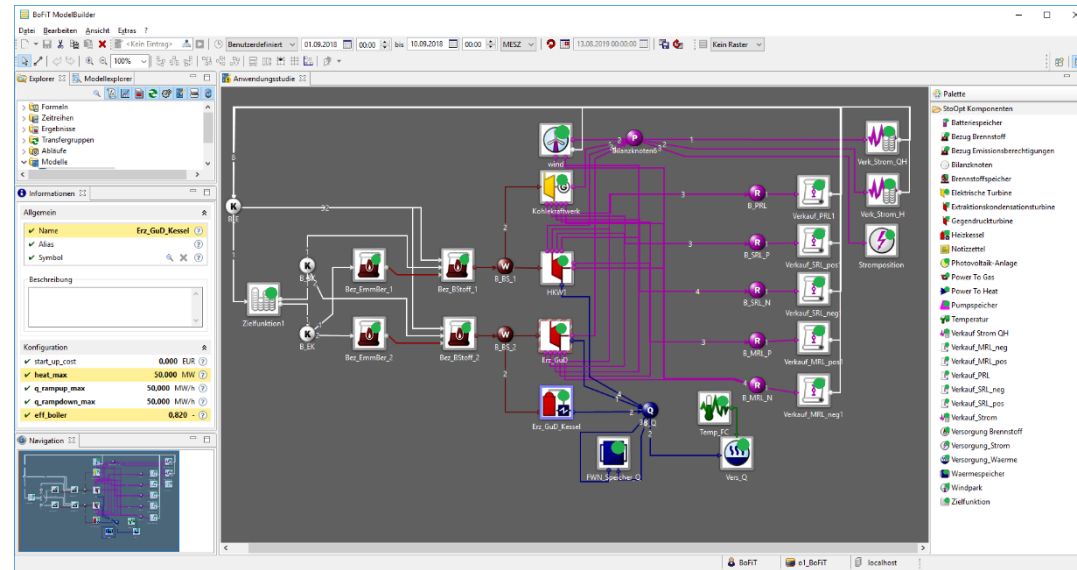 BoFiT ModelBuilder
Datei Bearbeiten Ansicht Extras ?
<Kein Eintrag> Benutzerdefiniert 01.09.2018 00:00 bis 10.09.2018 00:00 MESZ 13.08.2019 00:00:00 Kein Raster
100%
Explorer Modellexplorer
Formeln
Zeitreihen
Ergebnisse
Transfergruppen
Abläufe
Modelle
Informationen
Allgemein
Name Erz_GuD_Kessel
Alias
Symbol
Beschreibung
Konfiguration
start_up_cost 0,000 EUR
heat_max 50,000 MW
q_rampup_max 50,000 MW/h
q_rampdown_max 50,000 MW/h
eff_boiler 0,820 -
Navigation
Anwendungsstudie
wind
Bilanzknoten6
Verk_Strom_QH
Kohlekraftwerk
B_PRL
Verkauf_PRL1
Verk_Strom_H
B_E
B_EK
Bez_EmmBer_1
Bez_BStoff_1
B_BS_1
HKW1
B_SRL_P
Verkauf_SRL_pos
Stromposition
B_SRL_N
Verkauf_SRL_neg
Zielfunktion1
B_EK
Bez_EmmBer_2
Bez_BStoff_2
B_BS_2
Erz_GuD
B_MRL_P
Verkauf_MRL_pos
B_MRL_N
Verkauf_MRL_neg1
Erz_GuD_Kessel
B_Q
Temp_FC
FWN_Speicher_Q
Vers_Q
Palette
StoOpt Komponenten
Batteriespeicher
Bezug Brennstoff
Bezug Emissionsberechtigungen
Bilanzknoten
Brennstoffspeicher
Elektrische Turbine
Extraktionskondensationsturbine
Gegendruckturbine
Heizkessel
Notizzettel
Photovoltaik-Anlage
Power To Gas
Power To Heat
Pumpspeicher
Temperatur
Verkauf Strom QH
Verkauf_MRL_neg
Verkauf_MRL_pos
Verkauf_PRL
Verkauf_SRL_neg
Verkauf_SRL_pos
Verkauf_Strom
Versorgung Brennstoff
Versorgung_Strom
Versorgung_Waerme
Waermespeicher
Windpark
Zielfunktion
BoFiT o1_BoFiT localhost